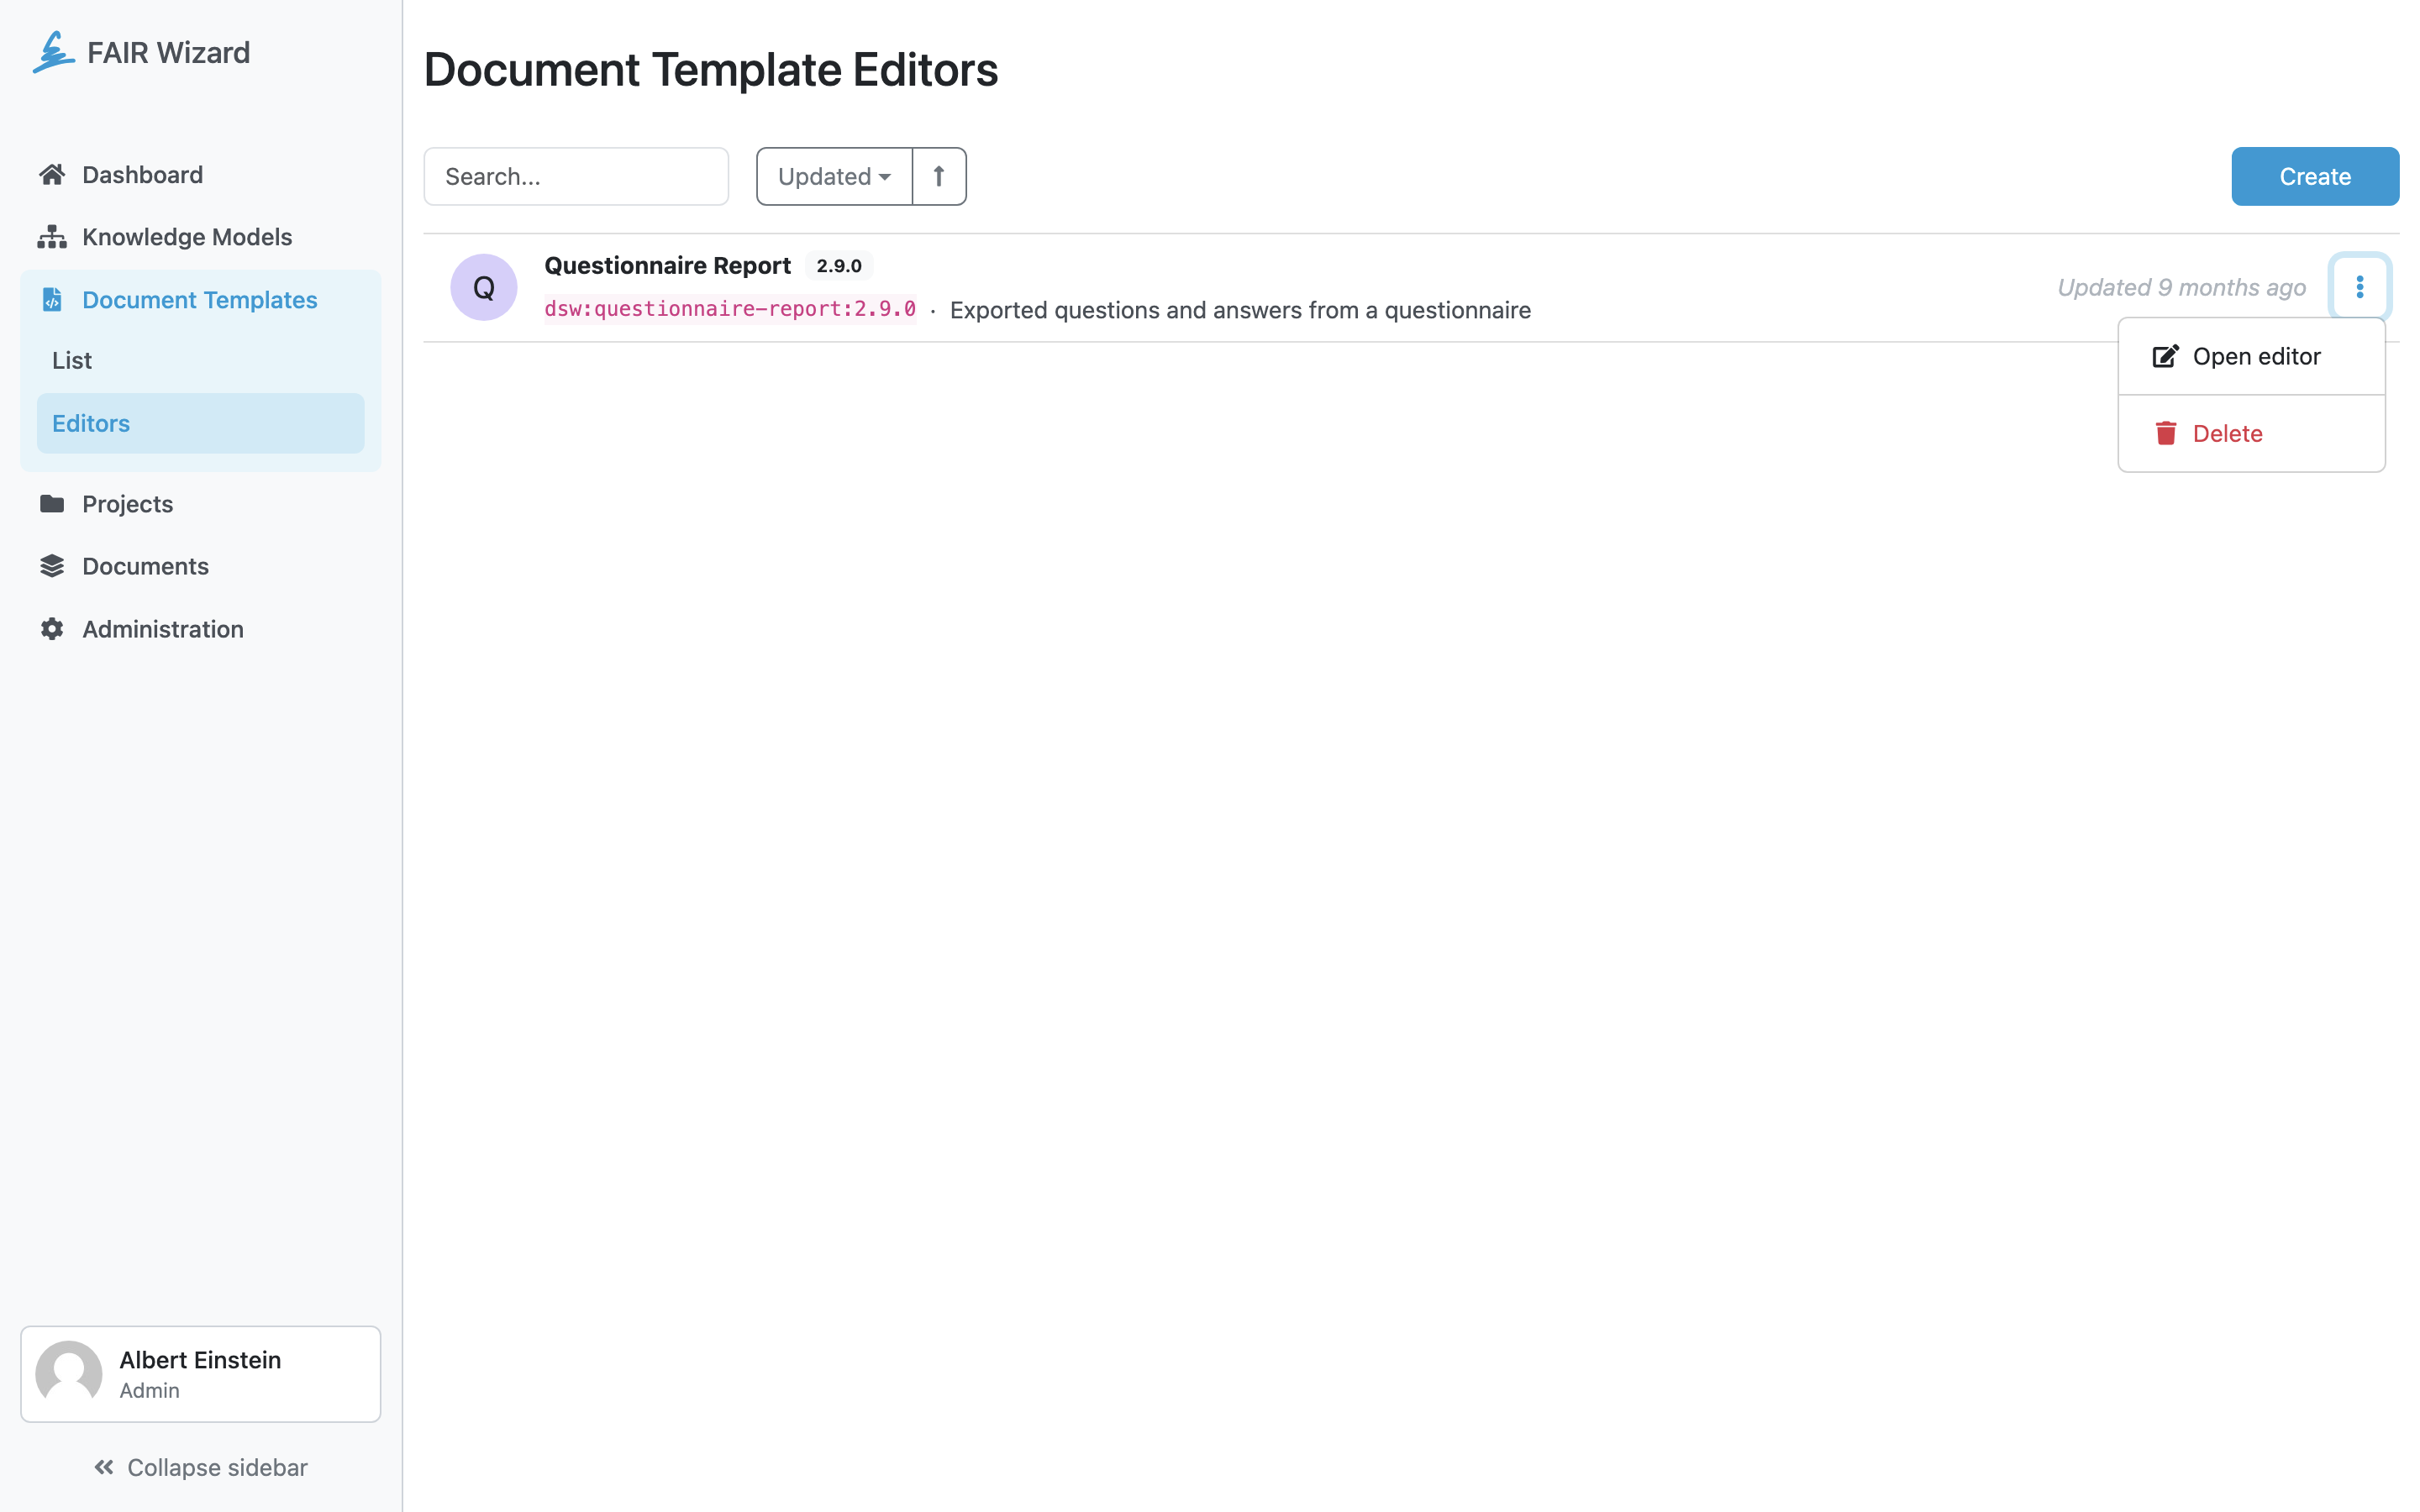 FAIR Wizard
Dashboard
Knowledge Models
Document Templates
List
Editors
Projects
Documents
Administration
Albert Einstein
Admin
Collapse sidebar
Document Template Editors
Search...
Updated
Create
Q
Questionnaire Report 2.9.0
dsw:questionnaire-report:2.9.0 · Exported questions and answers from a questionnaire
Updated 9 months ago
Open editor
Delete